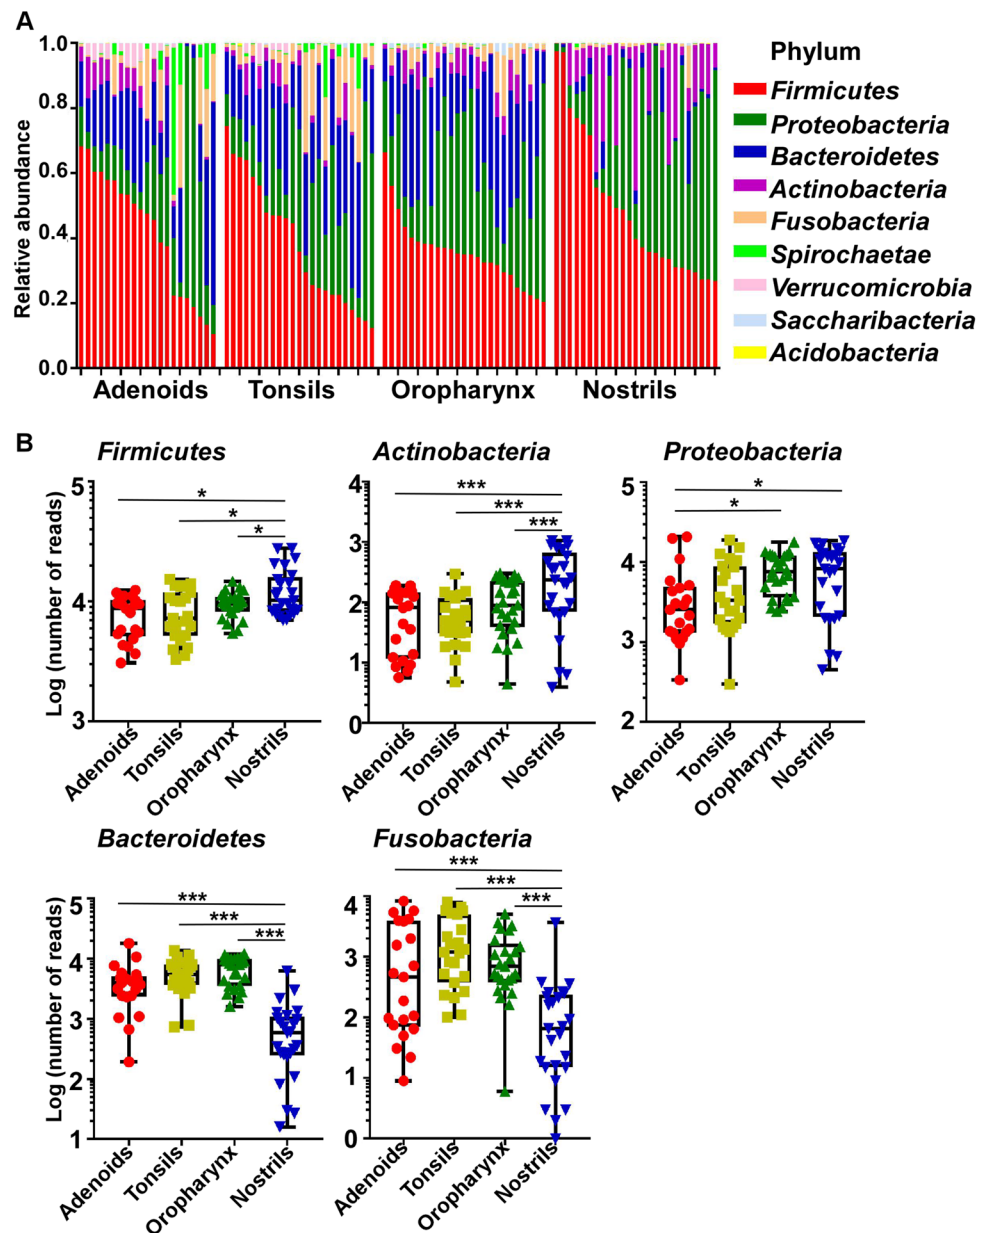 A
Relative abundance
1.0
0.8
0.6
0.4
0.2
0.0
Adenoids
Tonsils
Oropharynx
Nostrils
Phylum
Firmicutes
Proteobacteria
Bacteroidetes
Actinobacteria
Fusobacteria
Spirochaetae
Verrucomicrobia
Saccharibacteria
Acidobacteria
B
Firmicutes
Log (number of reads)
5
4
3
*
*
*
Adenoids
Tonsils
Oropharynx
Nostrils
Actinobacteria
4
3
2
1
0
***
***
***
Adenoids
Tonsils
Oropharynx
Nostrils
Proteobacteria
5
4
3
2
*
*
Adenoids
Tonsils
Oropharynx
Nostrils
Bacteroidetes
Log (number of reads)
5
4
3
2
1
***
***
***
Adenoids
Tonsils
Oropharynx
Nostrils
Fusobacteria
4
3
2
1
0
***
***
***
Adenoids
Tonsils
Oropharynx
Nostrils